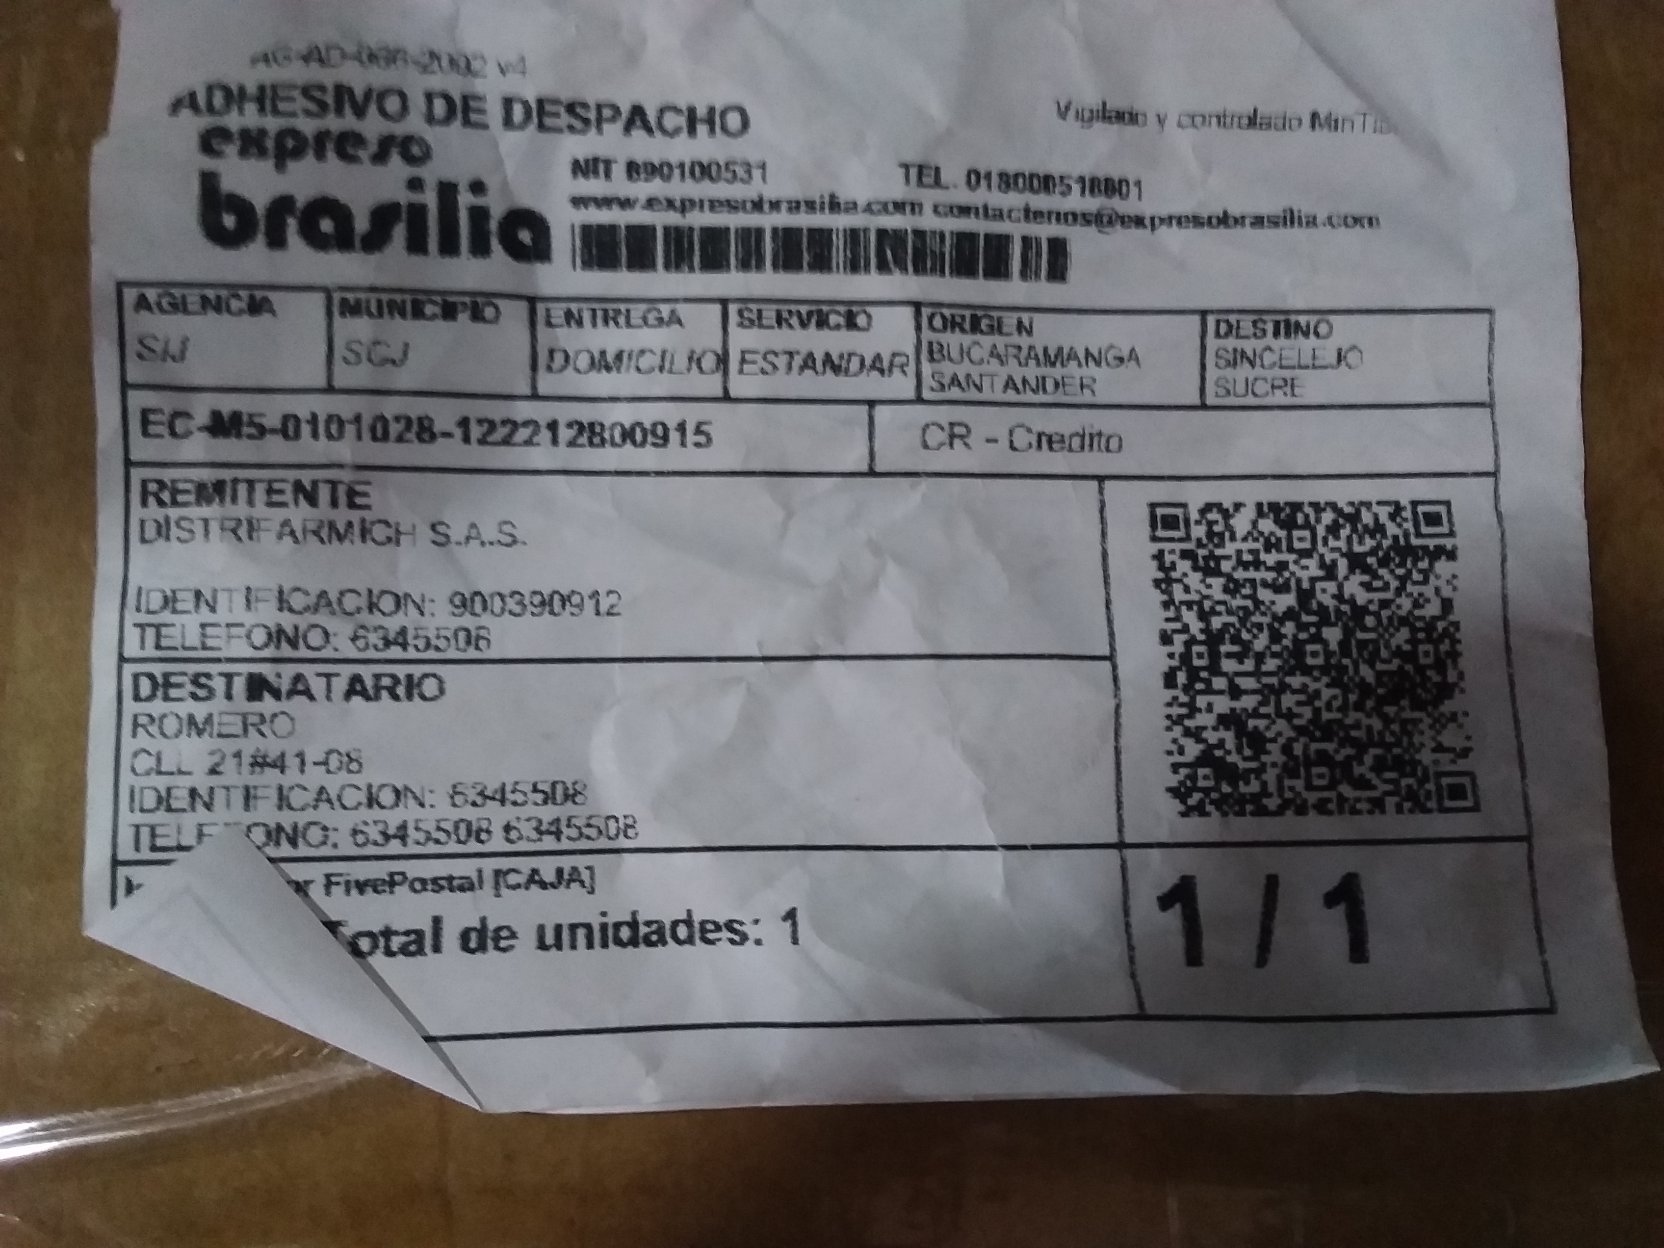 ADHESIVO DE DESPACHO
expreso
brasilia
Vigilado y controlado
NIT 890100531 TEL. 018000518001
www.expresobrasilia.com contactenos@expresobrasilia.com
AGENCIA MUNICIPIO ENTREGA SERVICIO ORIGEN DESTINO
SIJ SCJ DOMICILIO ESTANDAR BUCARAMANGA SINCELEJO
SANTANDER SUCRE
EC-M5-0101028-122212800915 CR - Credito
REMITENTE
DISTRIFARMICH S.A.S.
IDENTIFICACION: 900390912
TELEFONO: 6345508
DESTINATARIO
ROMERO
CLL 21#41-08
IDENTIFICACION: 6345508
TELEFONO: 6345508 6345508
FivePostal [CAJA]
Total de unidades: 1
1 / 1